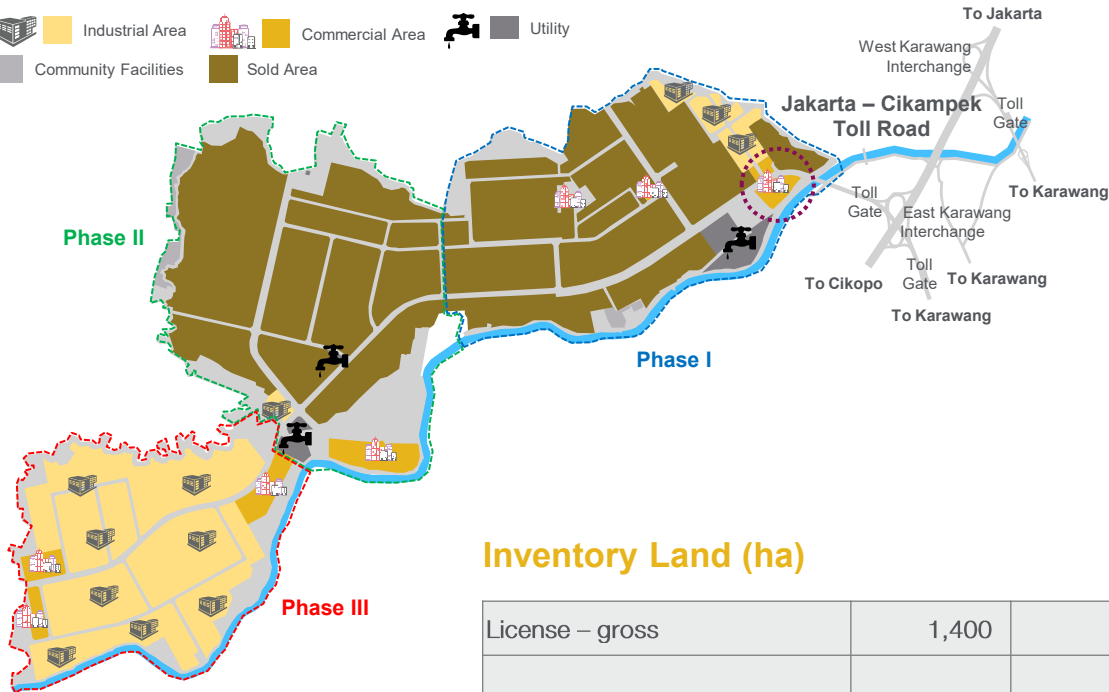 Industrial Area
Commercial Area
Utility
Community Facilities
Sold Area
To Jakarta
West Karawang
Interchange
Jakarta – Cikampek
Toll Road
Toll
Gate
To Karawang
Toll
Gate
East Karawang
Interchange
To Cikopo
Toll
Gate
To Karawang
To Karawang
Phase II
Phase I
Phase III
Inventory Land (ha)
License – gross 1,400